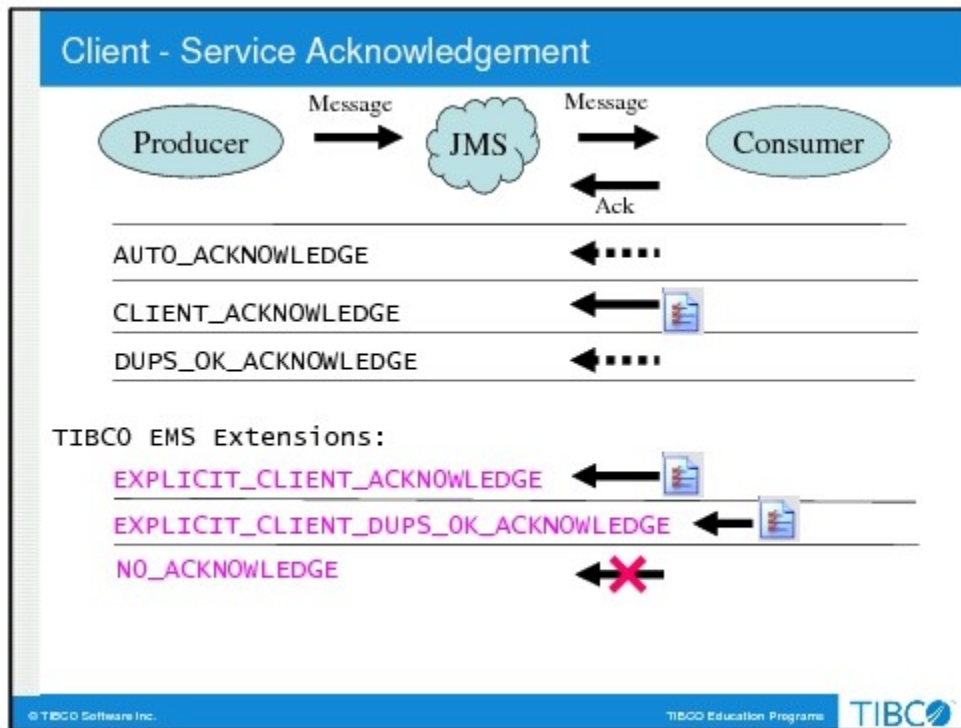 Client - Service Acknowledgement
Message
Message
Producer
JMS
Consumer
Ack
AUTO_ACKNOWLEDGE
CLIENT_ACKNOWLEDGE
DUPS_OK_ACKNOWLEDGE
TIBCO EMS Extensions:
EXPLICIT_CLIENT_ACKNOWLEDGE
EXPLICIT_CLIENT_DUPS_OK_ACKNOWLEDGE
NO_ACKNOWLEDGE
© TIBCO Software Inc.
TIBCO Education Programs
TIBCO